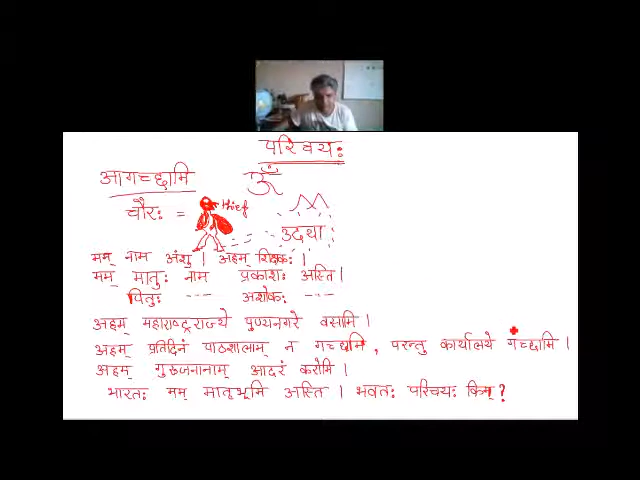 परिचयः
आगच्छामि ॐ
चौरः = thief
मम् नाम अंशु । अहम् शिक्षकः ।
मम् मातुः नाम प्रकाशः अस्ति ।
पितुः --- अशोकः ---
अहम् महाराष्ट्रराज्ये पुण्यनगरे वसामि ।
अहम् प्रतिदिनं पाठशालाम् न गच्छामि , परन्तु कार्यालये गच्छामि ।
अहम् गुरुजनानाम् आदरं करोमि ।
भारतः मम् मातृभूमि अस्ति । भवतः परिचयः किम् ?